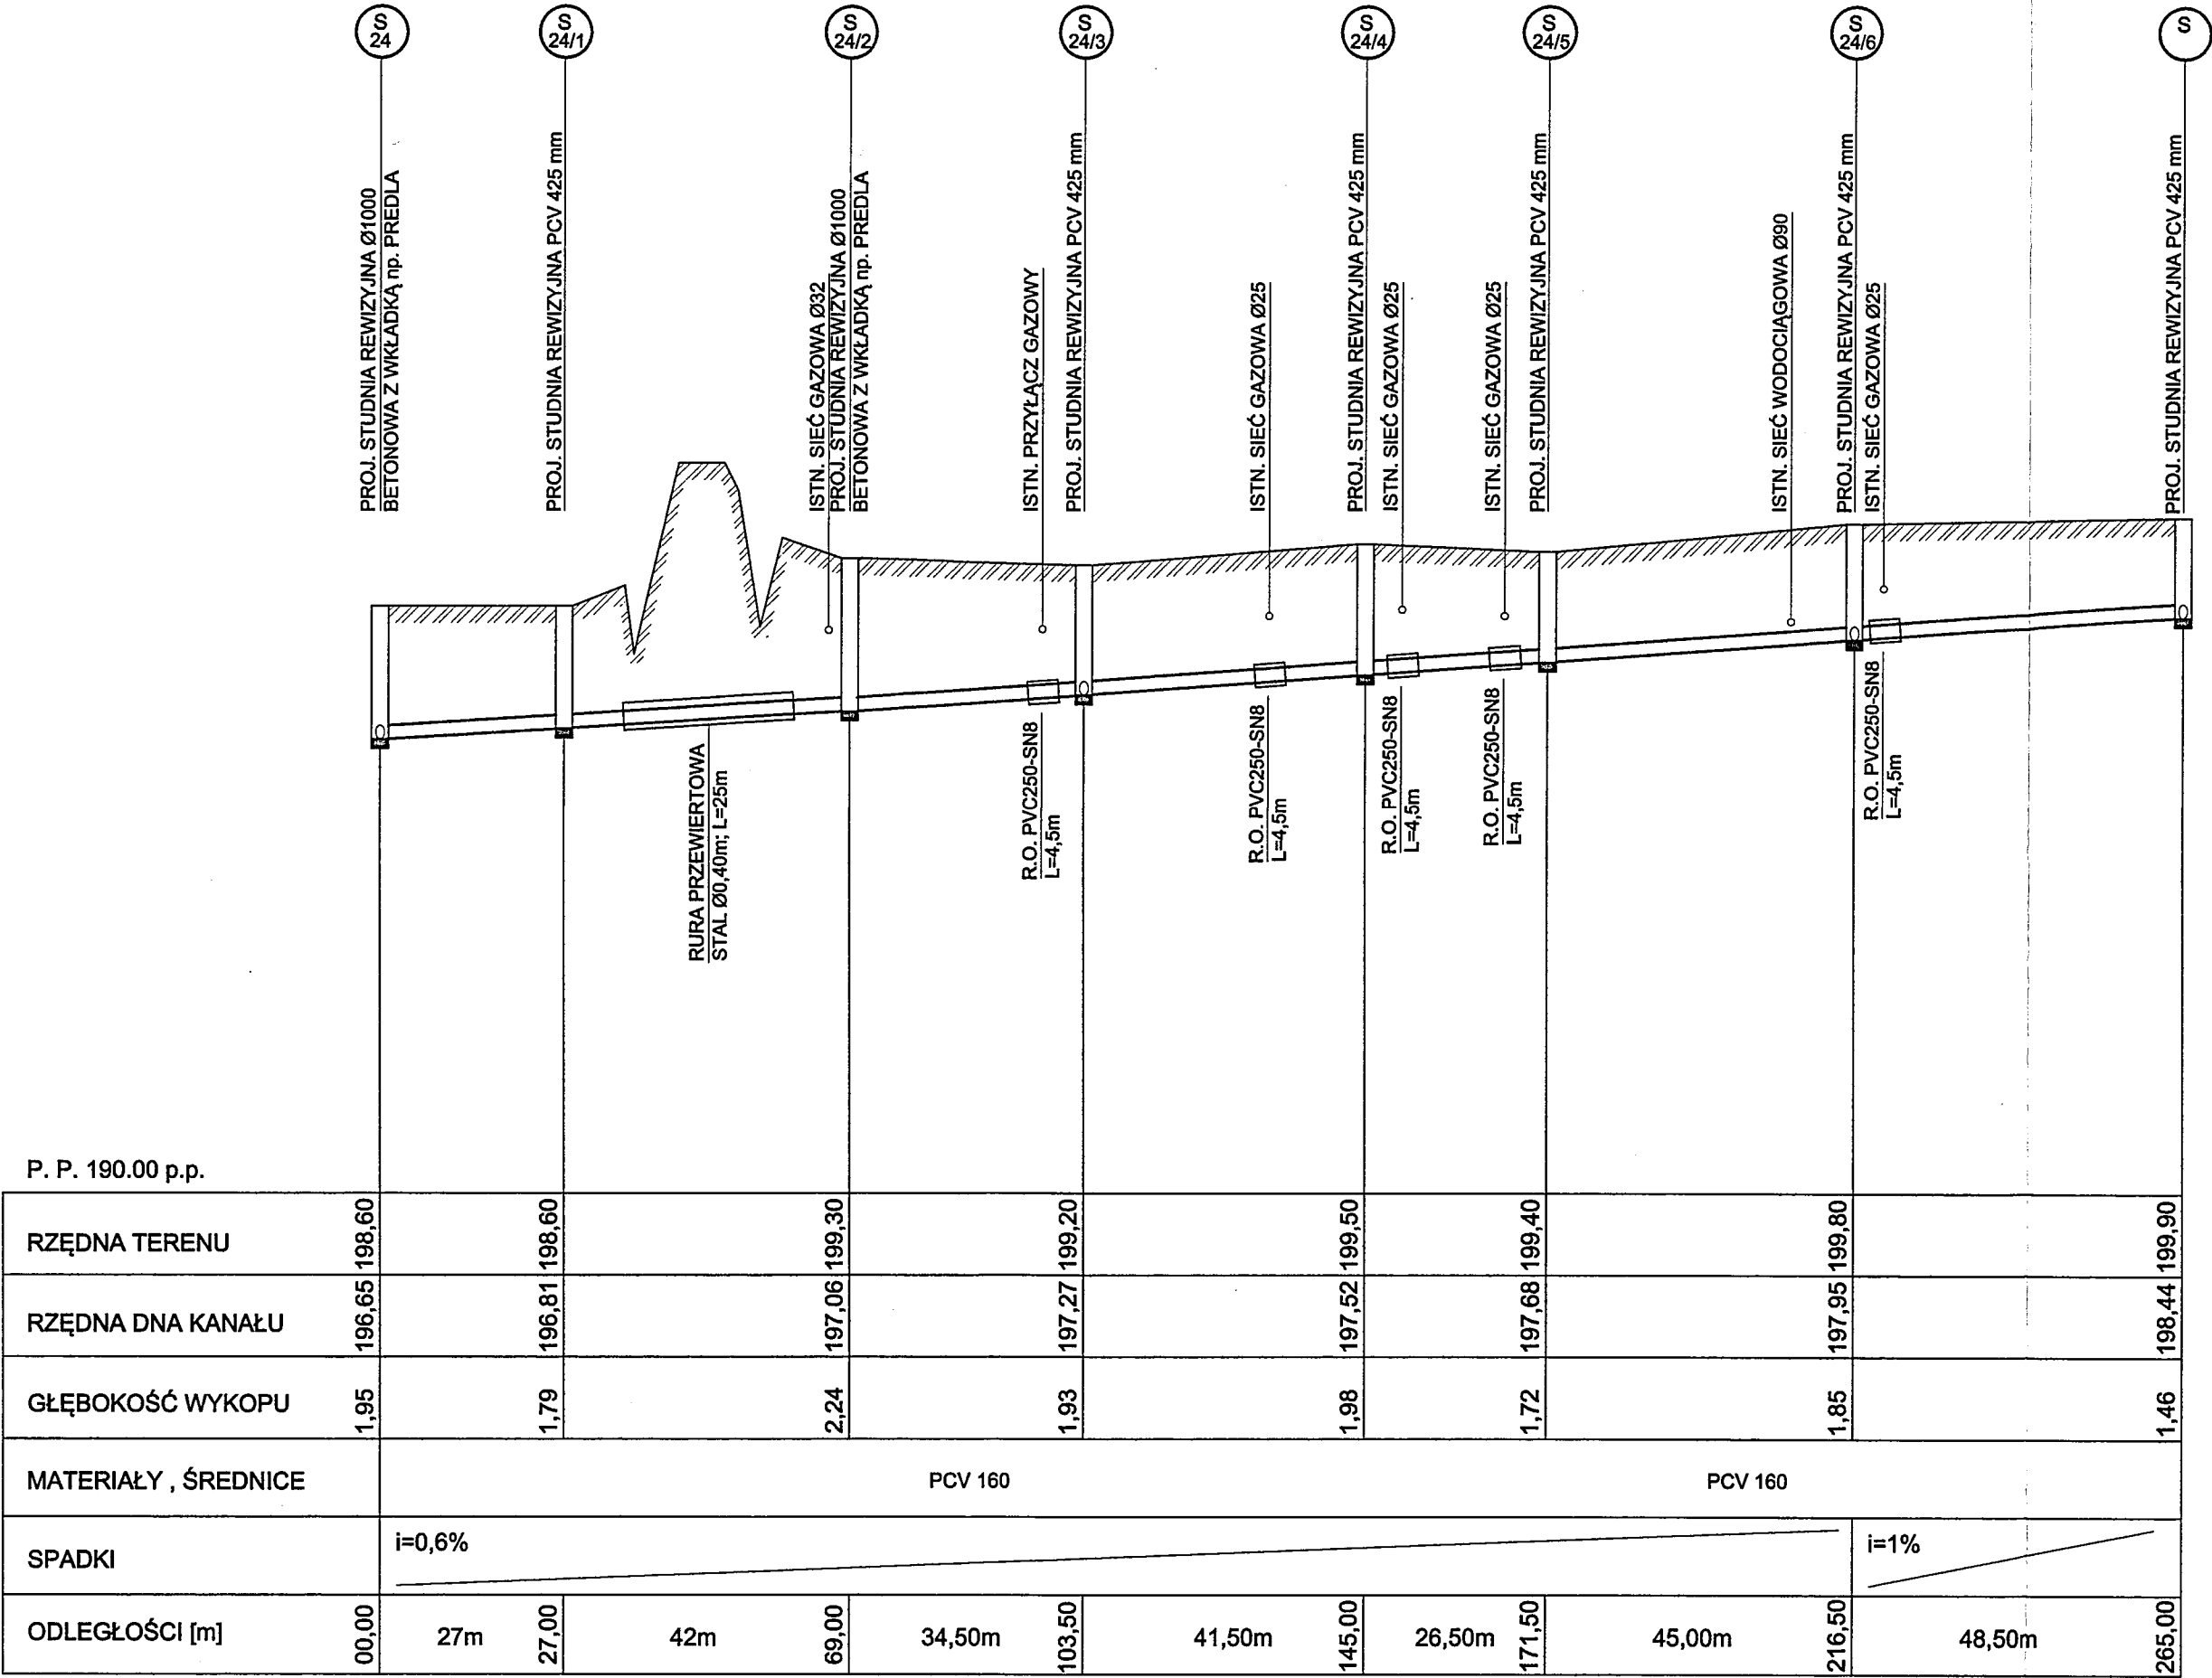 S
24
S
24/1
S
24/2
S
24/3
S
24/4
S
24/5
S
24/6
S
PROJ. STUDNIA REWIZYJNA Ø1000
BETONOWA Z WKŁADKĄ np. PREDLA
PROJ. STUDNIA REWIZYJNA PCV 425 mm
ISTN. SIEĆ GAZOWA Ø32
PROJ. STUDNIA REWIZYJNA Ø1000
BETONOWA Z WKŁADKĄ np. PREDLA
ISTN. PRZYŁĄCZ GAZOWY
PROJ. STUDNIA REWIZYJNA PCV 425 mm
ISTN. SIEĆ GAZOWA Ø25
PROJ. STUDNIA REWIZYJNA PCV 425 mm
ISTN. SIEĆ GAZOWA Ø25
ISTN. SIEĆ GAZOWA Ø25
PROJ. STUDNIA REWIZYJNA PCV 425 mm
ISTN. SIEĆ WODOCIĄGOWA Ø90
PROJ. STUDNIA REWIZYJNA PCV 425 mm
ISTN. SIEĆ GAZOWA Ø25
PROJ. STUDNIA REWIZYJNA PCV 425 mm
RURA PRZEWIERTOWA
STAL Ø0,40m; L=25m
R.O. PVC250-SN8
L=4,5m
R.O. PVC250-SN8
L=4,5m
R.O. PVC250-SN8
L=4,5m
R.O. PVC250-SN8
L=4,5m
R.O. PVC250-SN8
L=4,5m
P. P. 190.00 p.p.
RZĘDNA TERENU 198,60 198,60 199,30 199,20 199,50 199,40 199,80 199,90
RZĘDNA DNA KANAŁU 196,65 196,81 197,06 197,27 197,52 197,68 197,95 198,44
GŁĘBOKOŚĆ WYKOPU 1,95 1,79 2,24 1,93 1,98 1,72 1,85 1,46
MATERIAŁY , ŚREDNICE PCV 160 PCV 160
SPADKI i=0,6% i=1%
ODLEGŁOŚCI [m] 00,00 27m 27,00 42m 69,00 34,50m 103,50 41,50m 145,00 26,50m 171,50 45,00m 216,50 48,50m 265,00